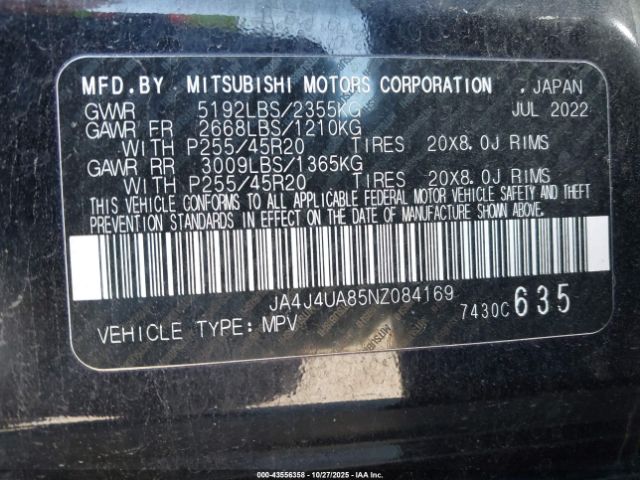 MFD.BY MITSUBISHI MOTORS CORPORATION , JAPAN
GVWR 5192LBS/2355KG JUL 2022
GAWR FR 2668LBS/1210KG
WITH P255/45R20 TIRES 20X8.0J RIMS
GAWR RR 3009LBS/1365KG
WITH P255/45R20 TIRES 20X8.0J RIMS
THIS VEHICLE CONFORMS TO ALL APPLICABLE FEDERAL MOTOR VEHICLE SAFETY AND THEFT
PREVENTION STANDARDS IN EFFECT ON THE DATE OF MANUFACTURE SHOWN ABOVE.
JA4J4UA85NZ084169
7430C 635
VEHICLE TYPE: MPV
© 43556358 - 10/27/2025 - IAA Inc.